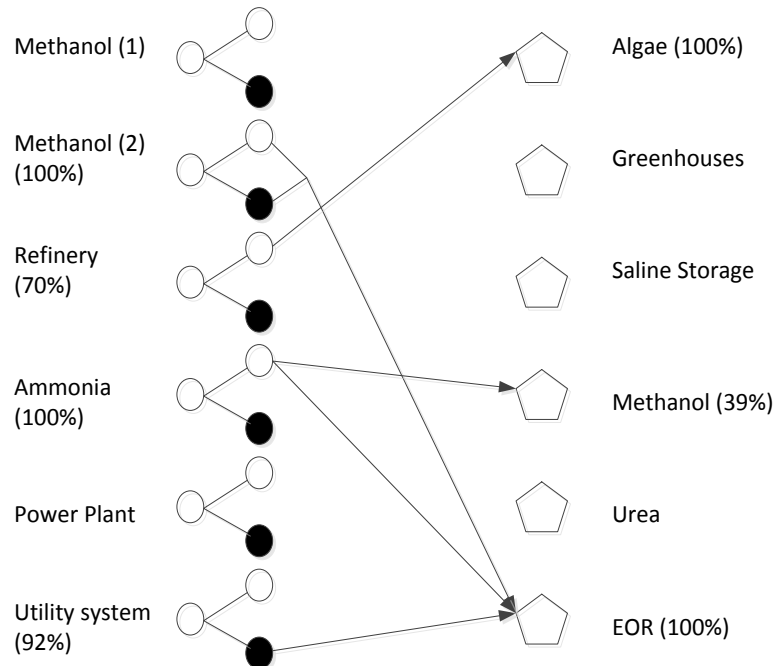 Methanol (1)
Methanol (2)
(100%)
Refinery
(70%)
Ammonia
(100%)
Power Plant
Utility system
(92%)
Algae (100%)
Greenhouses
Saline Storage
Methanol (39%)
Urea
EOR (100%)